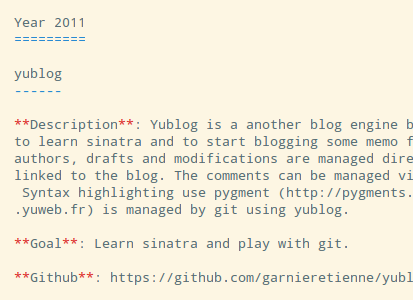 Year 2011
=========
yublog
------
**Description**: Yublog is a another blog engine b
to learn sinatra and to start blogging some memo f
authors, drafts and modifications are managed dire
linked to the blog. The comments can be managed vi
Syntax highlighting use pygment (http://pygments.
.yuweb.fr) is managed by git using yublog.
**Goal**: Learn sinatra and play with git.
**Github**: https://github.com/garnieretienne/yubl